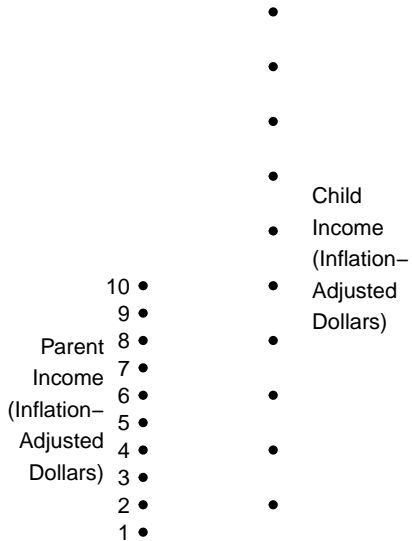 Child
Income
(Inflation−
Adjusted
Dollars)
10
9
8
7
6
5
4
3
2
1
Parent
Income
(Inflation−
Adjusted
Dollars)